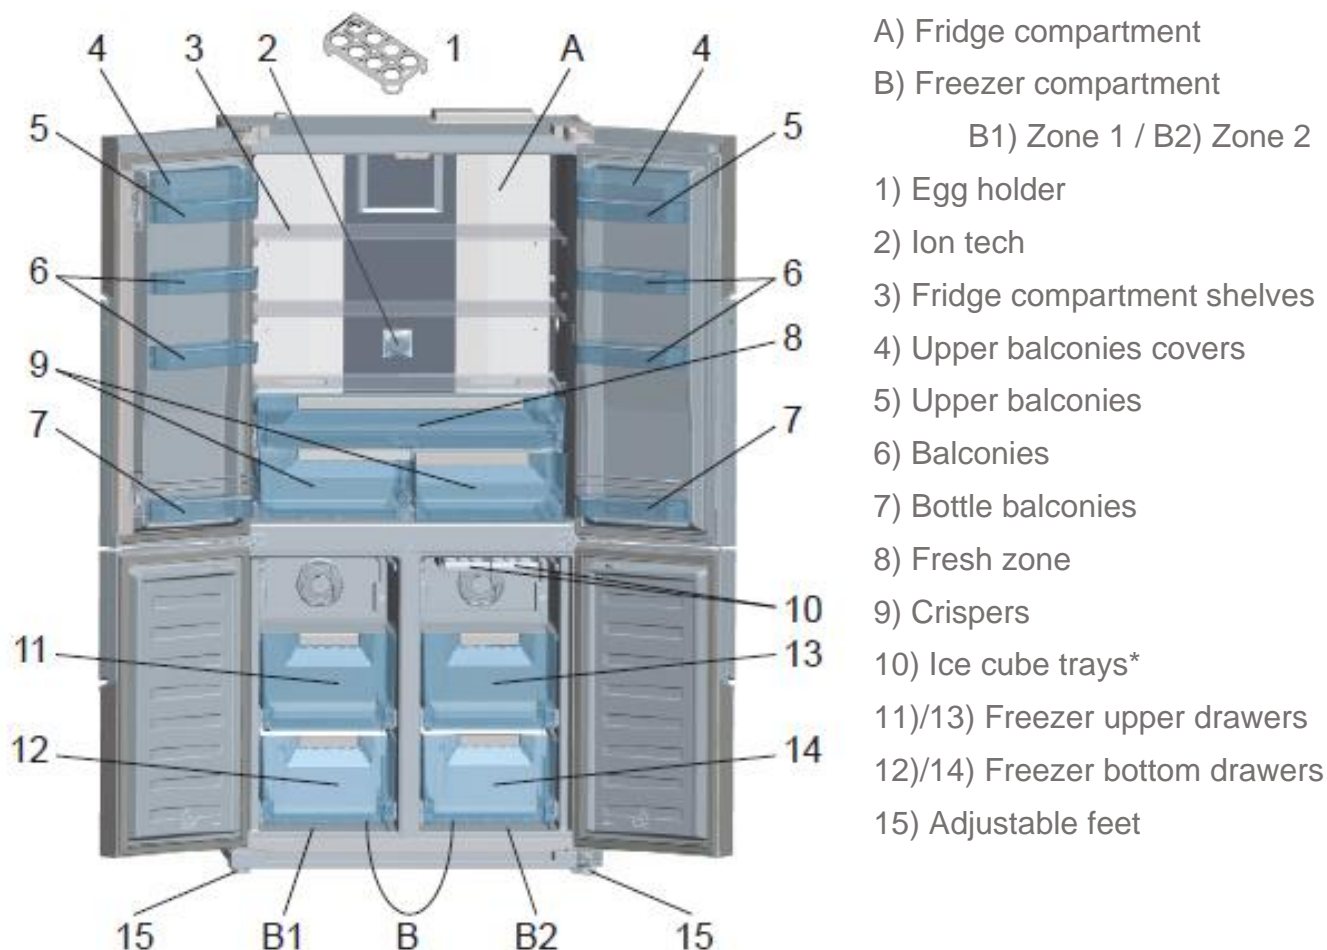 4 3 2 1 A 4
5 5
6 6
9 8
7 7
10
11 13
12 14
15 B1 B B2 15
A) Fridge compartment
B) Freezer compartment
B1) Zone 1 / B2) Zone 2
1) Egg holder
2) Ion tech
3) Fridge compartment shelves
4) Upper balconies covers
5) Upper balconies
6) Balconies
7) Bottle balconies
8) Fresh zone
9) Crispers
10) Ice cube trays*
11)/13) Freezer upper drawers
12)/14) Freezer bottom drawers
15) Adjustable feet